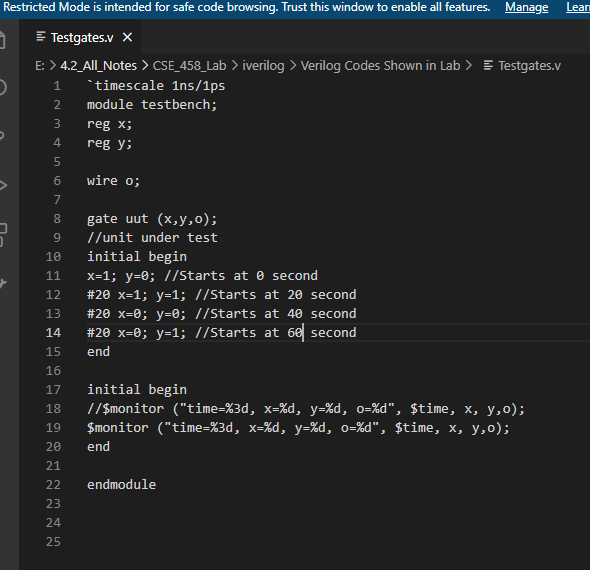 Restricted Mode is intended for safe code browsing. Trust this window to enable all features. Manage
Testgates.v
E: > 4.2_All_Notes > CSE_458_Lab > iverilog > Verilog Codes Shown in Lab > Testgates.v
1 `timescale 1ns/1ps
2 module testbench;
3 reg x;
4 reg y;
5
6 wire o;
7
8 gate uut (x,y,o);
9 //unit under test
10 initial begin
11 x=1; y=0; //Starts at 0 second
12 #20 x=1; y=1; //Starts at 20 second
13 #20 x=0; y=0; //Starts at 40 second
14 #20 x=0; y=1; //Starts at 60 second
15 end
16
17 initial begin
18 //$monitor ("time=%3d, x=%d, y=%d, o=%d", $time, x, y,o);
19 $monitor ("time=%3d, x=%d, y=%d, o=%d", $time, x, y,o);
20 end
21
22 endmodule
23
24
25